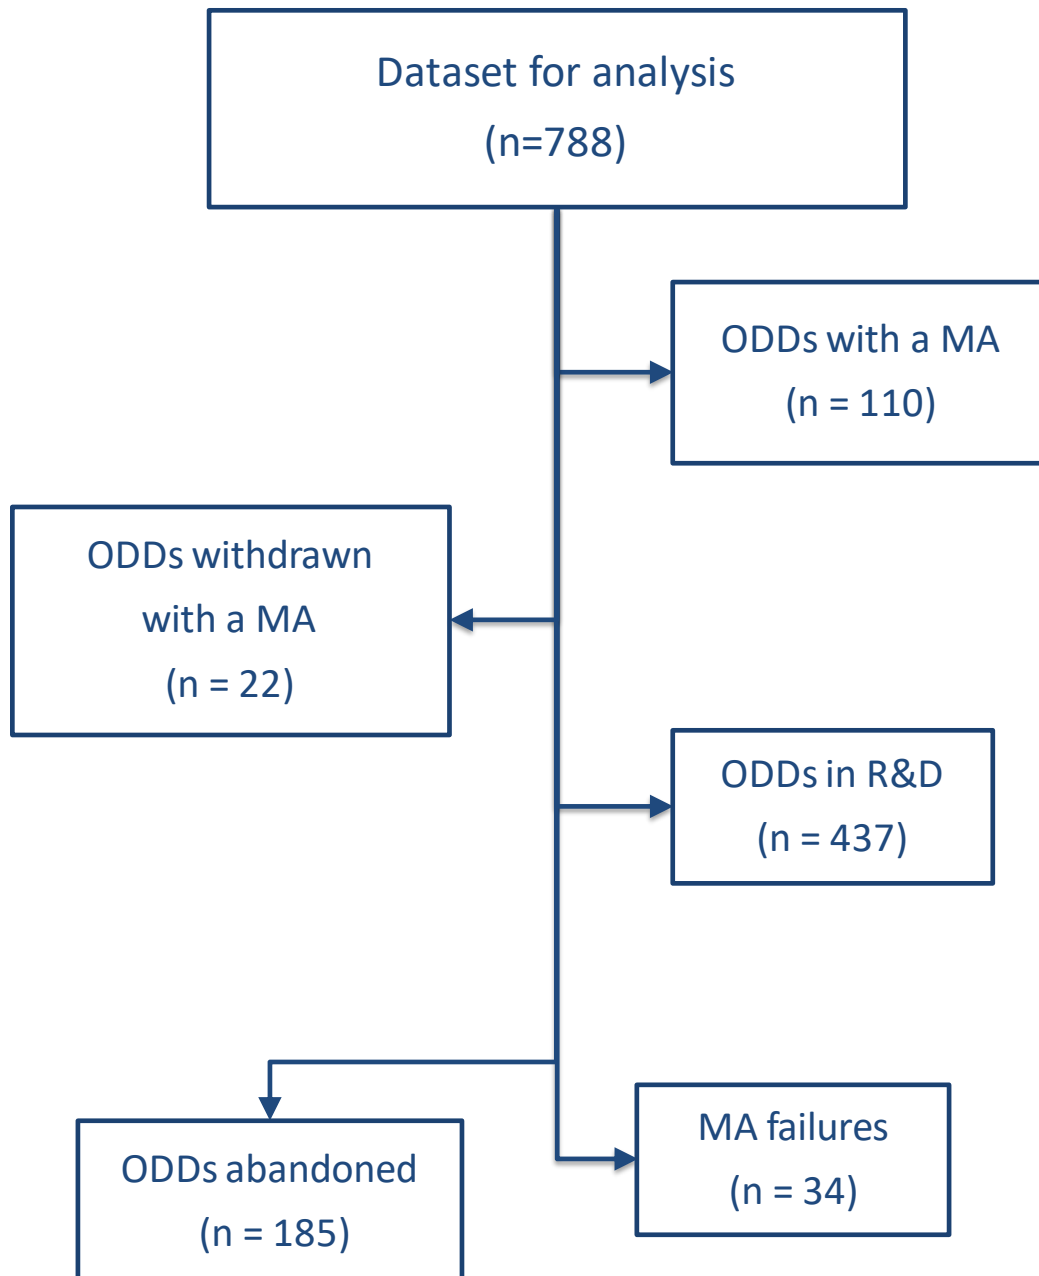 Dataset for analysis
(n=788)
ODDs with a MA
(n = 110)
ODDs withdrawn
with a MA
(n = 22)
ODDs in R&D
(n = 437)
MA failures
(n = 34)
ODDs abandoned
(n = 185)